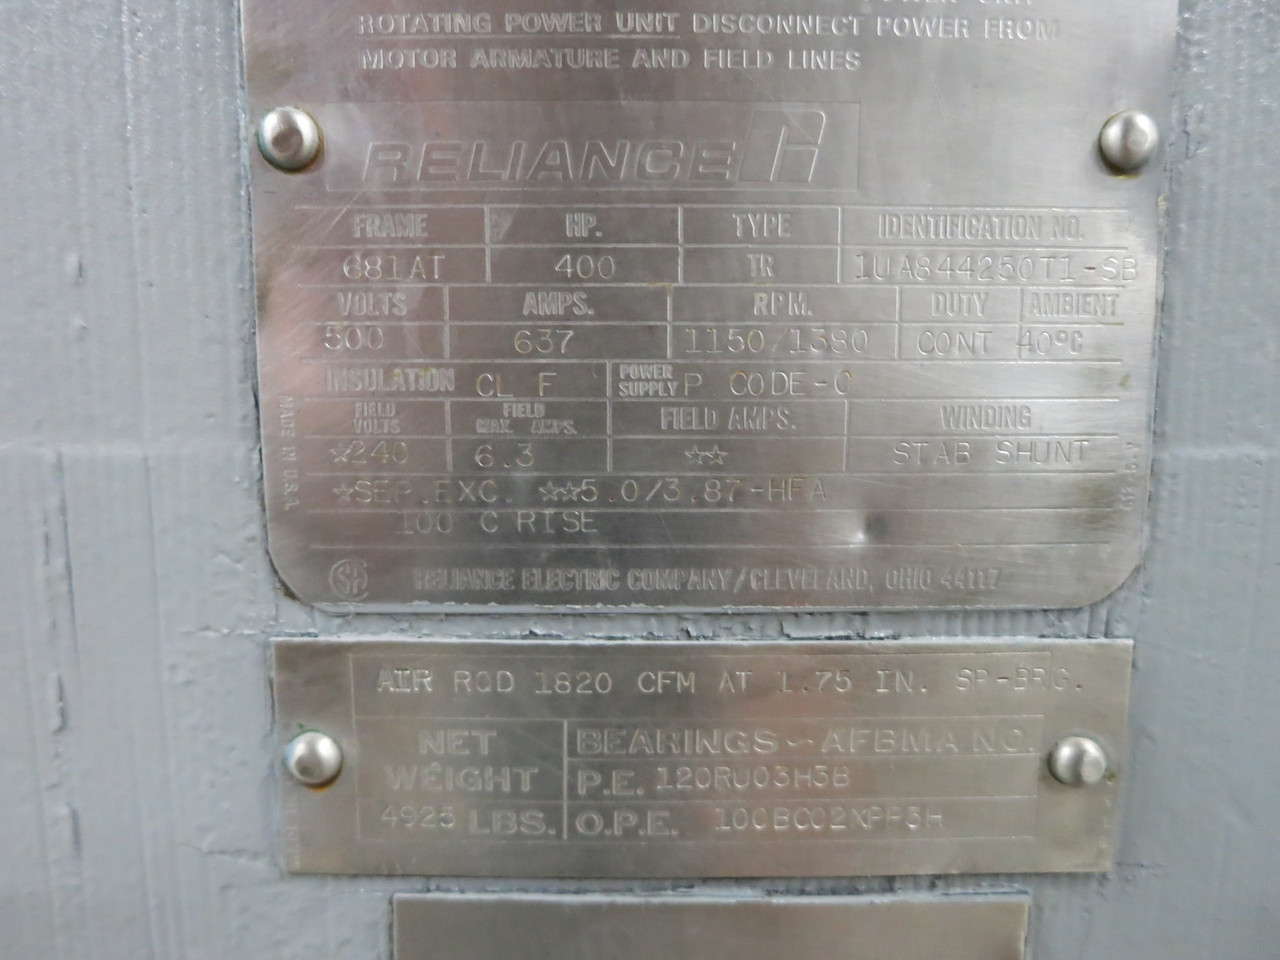 ROTATING POWER UNIT DISCONNECT POWER FROM
MOTOR ARMATURE AND FIELD LINES
RELIANCE
FRAME HP. TYPE IDENTIFICATION NO.
681AT 400 TR 1UA844250T1-SB
VOLTS AMPS. RPM. DUTY AMBIENT
500 637 1150/1380 CONT 40°C
INSULATION CL F POWER SUPPLY P CODE-C
FIELD VOLTS FIELD MAX. AMPS. FIELD AMPS. WINDING
☆240 6.3 ☆☆ STAB SHUNT
☆SEP.EXC. ☆☆5.0/3.87-HFA
100 C RISE
MADE IN U.S.A.
RELIANCE ELECTRIC COMPANY/CLEVELAND, OHIO 44117
AIR RQD 1820 CFM AT 1.75 IN. SP-BRG.
NET WEIGHT
4925 LBS.
BEARINGS-AFBMA NO.
P.E. 120RU03H3B
O.P.E. 100BC02XPP3H